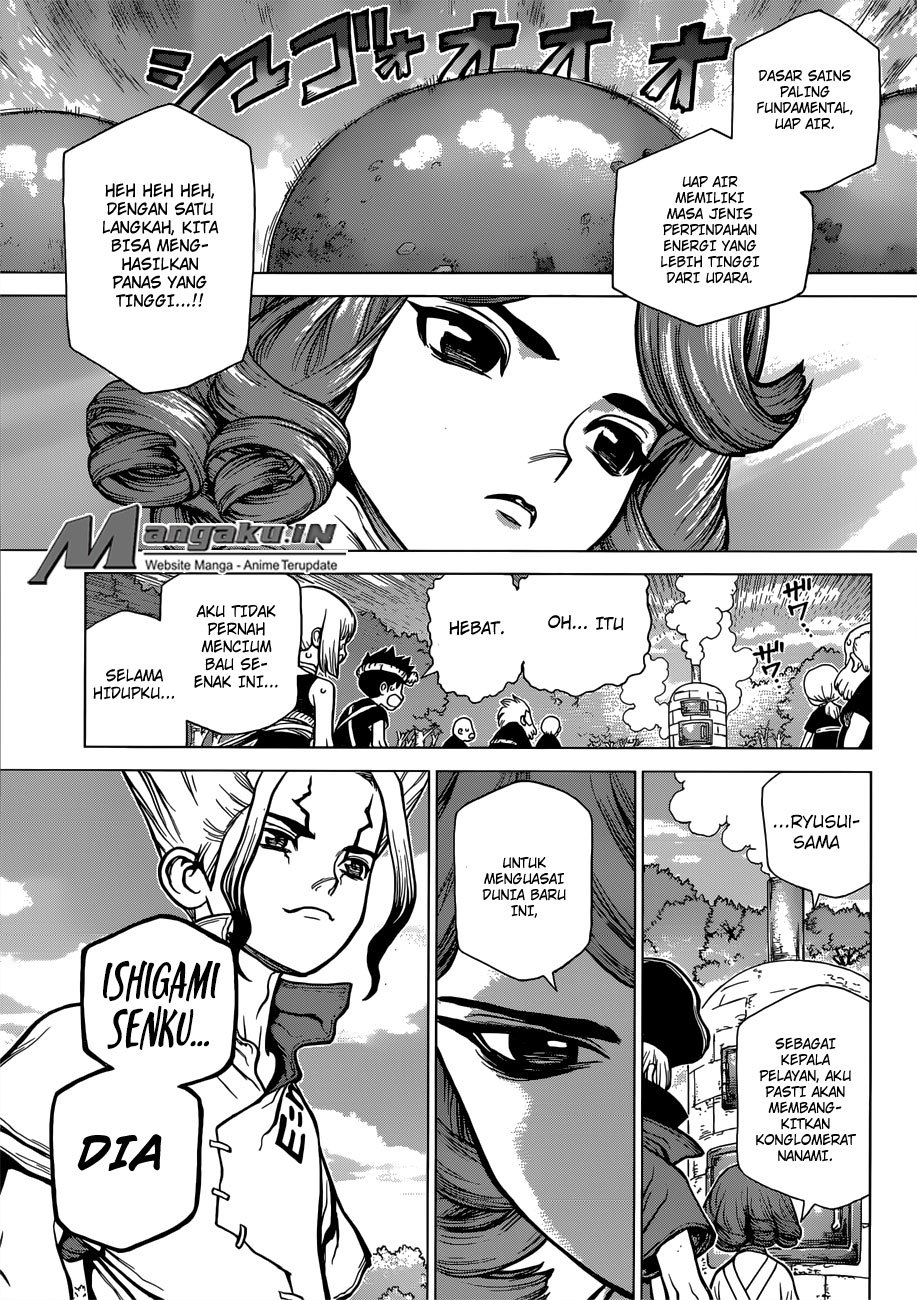 シュゴォオオオ
DASAR SAINS
PALING
FUNDAMENTAL,
UAP AIR.
UAP AIR
MEMILIKI
MASA JENIS
PERPINDAHAN
ENERGI YANG
LEBIH TINGGI
DARI UDARA.
HEH HEH HEH,
DENGAN SATU
LANGKAH, KITA
BISA MENG-
HASILKAN
PANAS YANG
TINGGI...!!
Mangaku.iN
Website Manga - Anime Terupdate
ザワ
ザワ
OH... ITU
HEBAT.
AKU TIDAK
PERNAH
MENCIUM
BAU SE-
ENAK INI...
SELAMA
HIDUPKU...
...RYUSUI-
SAMA
SEBAGAI
KEPALA
PELAYAN, AKU
PASTI AKAN
MEMBANG-
KITKAN
KONGLOMERAT
NANAMI.
UNTUK
MENGUASAI
DUNIA BARU
INI,
ISHIGAMI
SENKU...
DIA